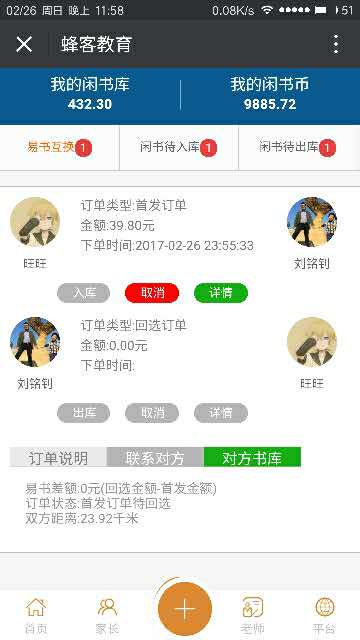 02/26 周日 晚上 11:58
0.08K/s
51
蜂客教育
我的闲书库
432.30
我的闲书币
9885.72
易书互换 1
闲书待入库 1
闲书待出库 1
订单类型:首发订单
金额:39.80元
下单时间:2017-02-26 23:55:33
旺旺
刘铭钊
入库
取消
详情
订单类型:回选订单
金额:0.00元
下单时间:
刘铭钊
旺旺
出库
取消
详情
订单说明
联系对方
对方书库
易书差额:0元(回选金额-首发金额)
订单状态:首发订单待回选
双方距离:23.92千米
首页
家长
老师
平台